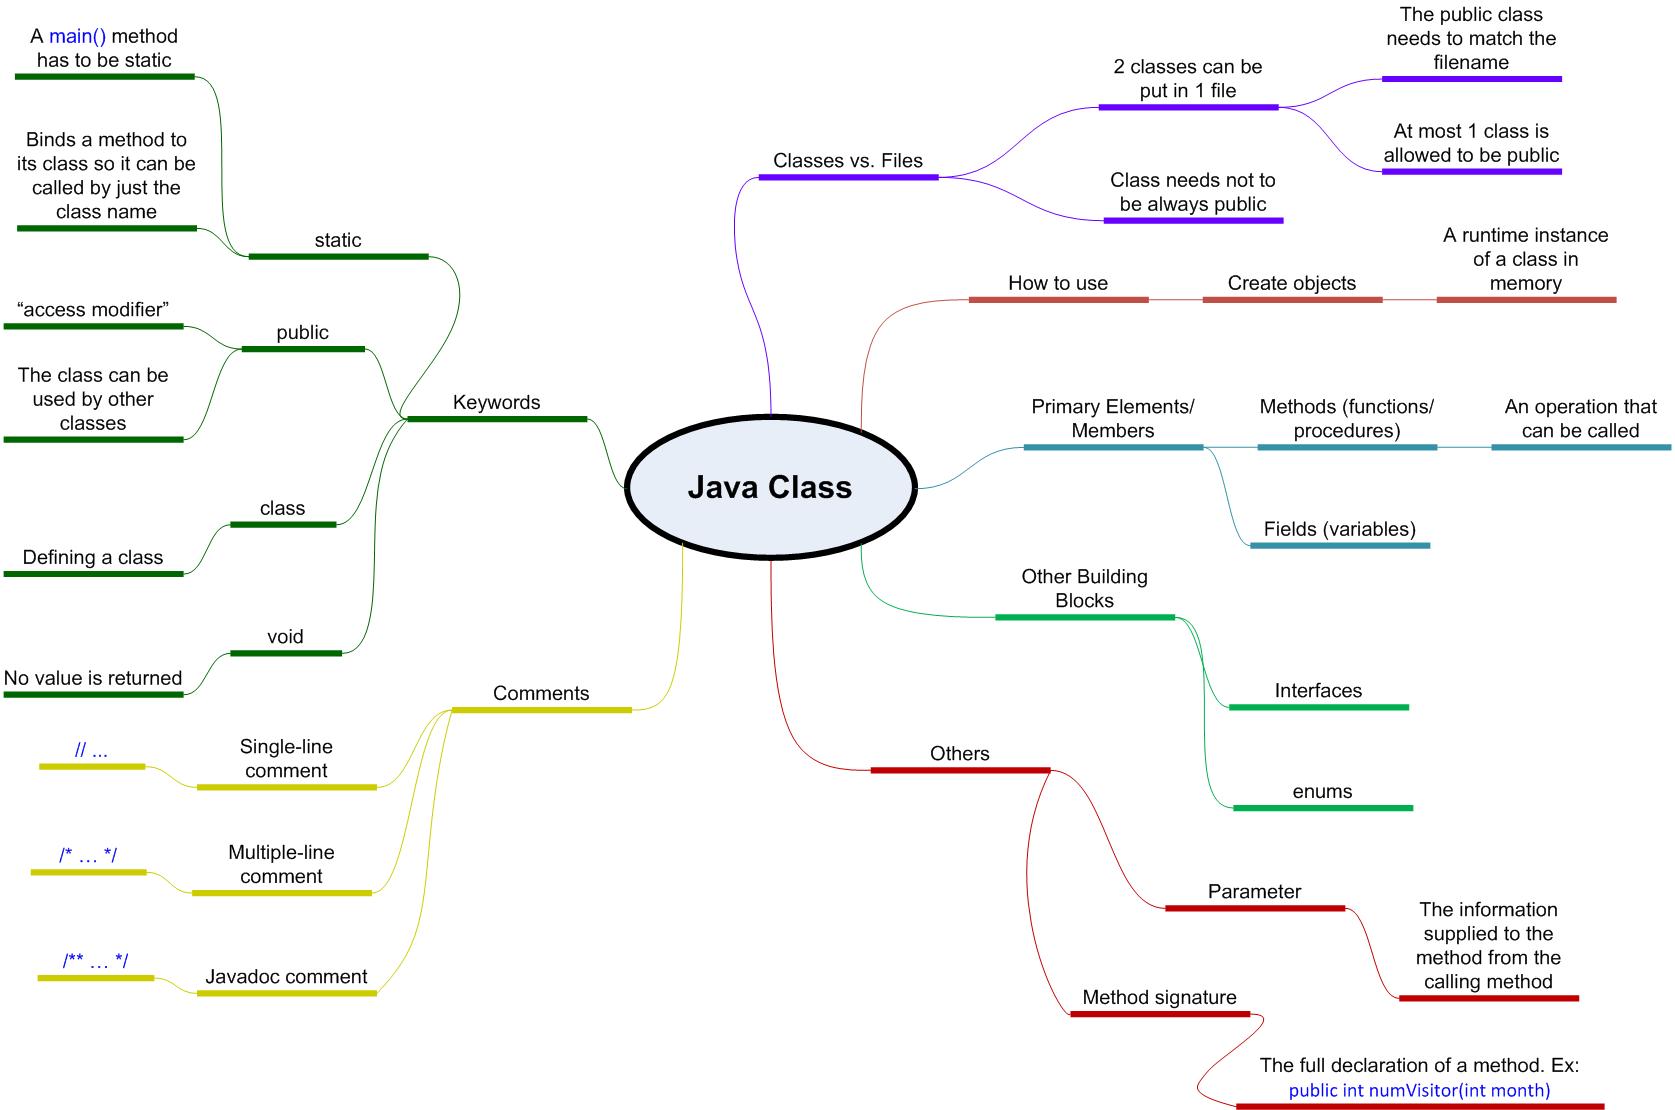 Java Class
Keywords
static
A main() method
has to be static
Binds a method to
its class so it can be
called by just the
class name
public
“access modifier”
The class can be
used by other
classes
class
Defining a class
void
No value is returned
Comments
Single-line
comment
// ...
Multiple-line
comment
/* … */
Javadoc comment
/** … */
Classes vs. Files
2 classes can be
put in 1 file
The public class
needs to match the
filename
At most 1 class is
allowed to be public
Class needs not to
be always public
How to use
Create objects
A runtime instance
of a class in
memory
Primary Elements/
Members
Methods (functions/
procedures)
An operation that
can be called
Fields (variables)
Other Building
Blocks
Interfaces
enums
Others
Parameter
The information
supplied to the
method from the
calling method
Method signature
The full declaration of a method. Ex:
public int numVisitor(int month)